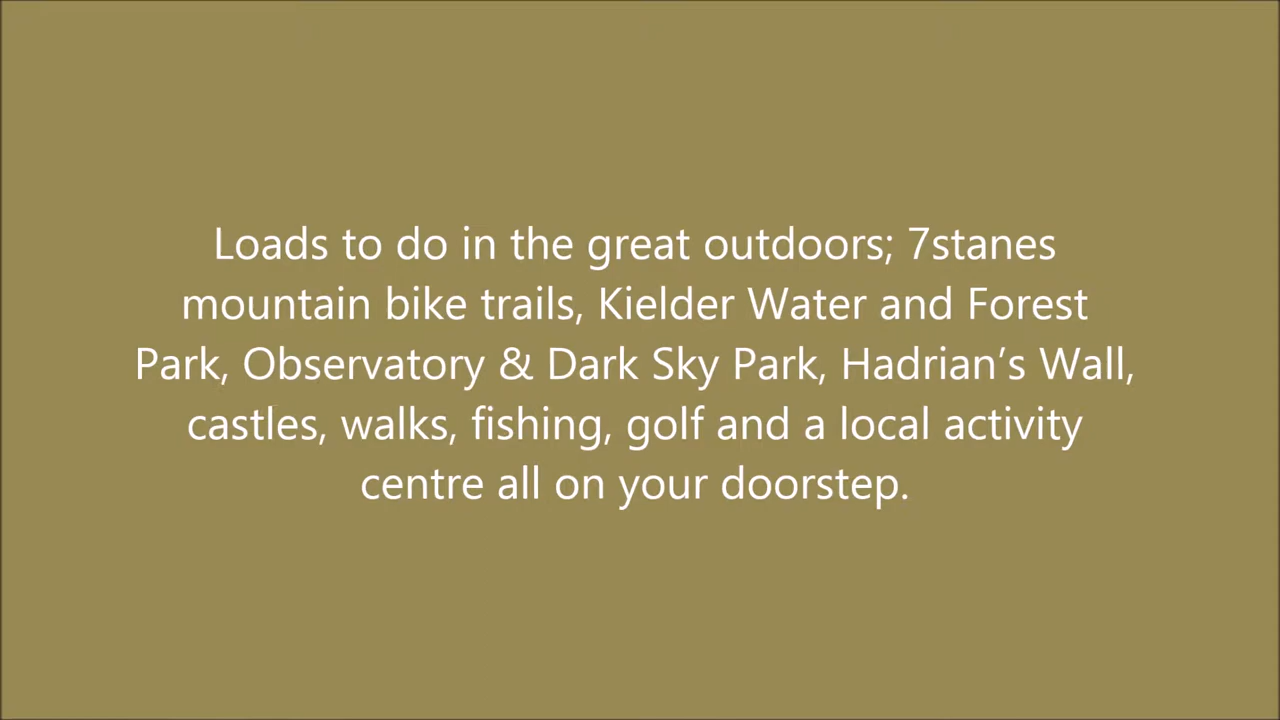 Loads to do in the great outdoors; 7stanes
mountain bike trails, Kielder Water and Forest
Park, Observatory & Dark Sky Park, Hadrian’s Wall,
castles, walks, fishing, golf and a local activity
centre all on your doorstep.